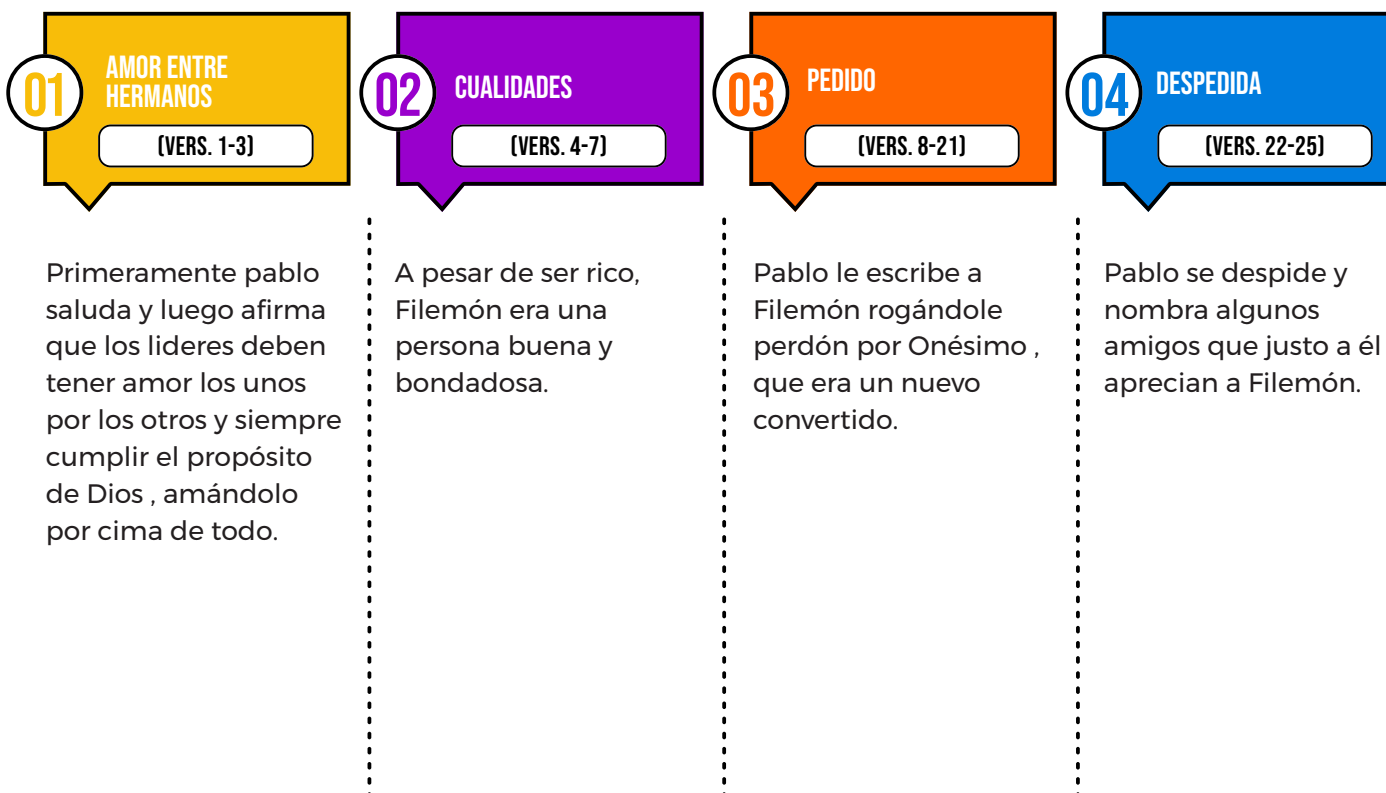 01
AMOR ENTRE
HERMANOS
(VERS. 1-3)
Primeramente pablo
saluda y luego afirma
que los lideres deben
tener amor los unos
por los otros y siempre
cumplir el propósito
de Dios , amándolo
por cima de todo.
02
CUALIDADES
(VERS. 4-7)
A pesar de ser rico,
Filemón era una
persona buena y
bondadosa.
03
PEDIDO
(VERS. 8-21)
Pablo le escribe a
Filemón rogándole
perdón por Onésimo ,
que era un nuevo
convertido.
04
DESPEDIDA
(VERS. 22-25)
Pablo se despide y
nombra algunos
amigos que justo a él
aprecian a Filemón.